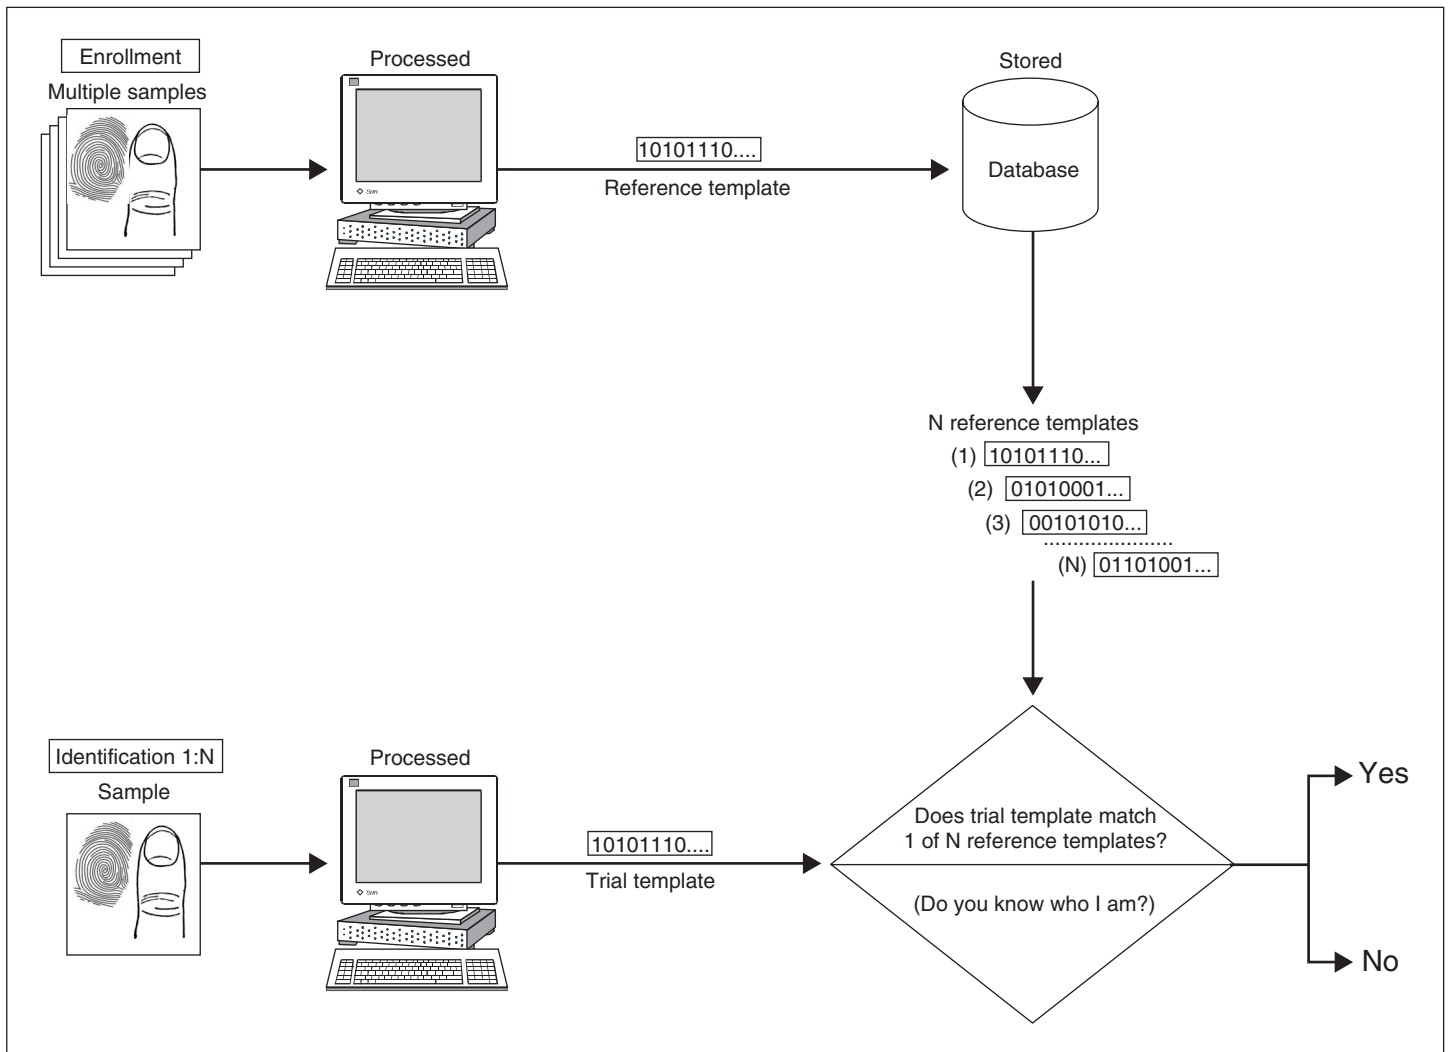 Enrollment
Multiple samples
Processed
10101110....
Reference template
Stored
Database
N reference templates
(1) 10101110...
(2) 01010001...
(3) 00101010...
......................
(N) 01101001...
Identification 1:N
Sample
Processed
10101110....
Trial template
Does trial template match
1 of N reference templates?
(Do you know who I am?)
Yes
No